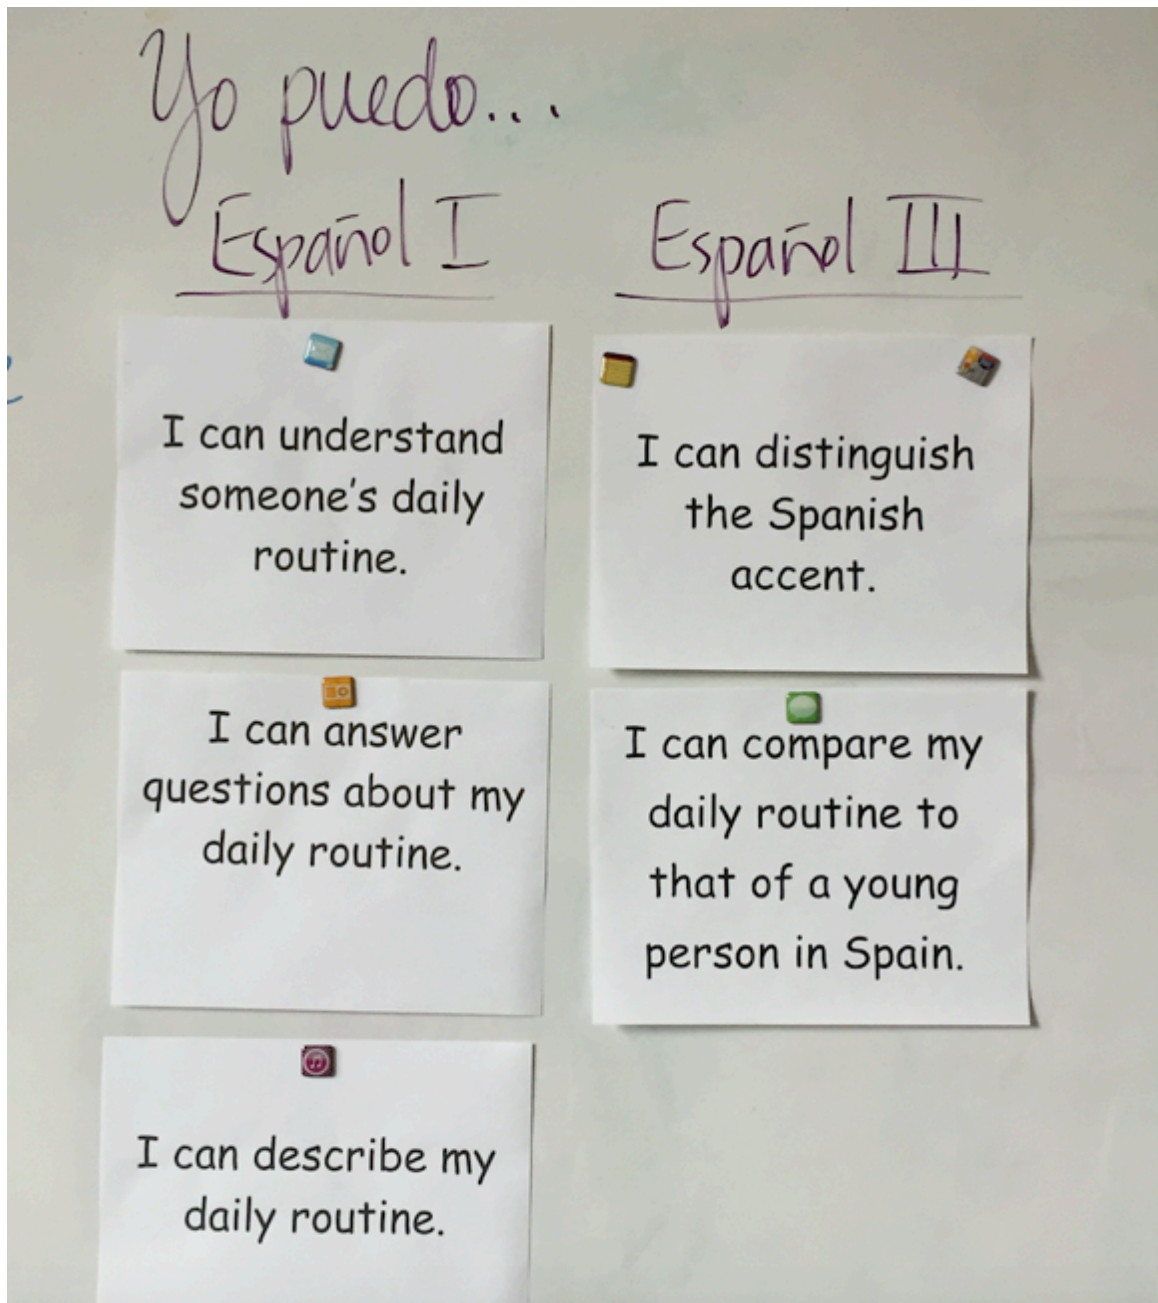 Yo puedo...
Español I
I can understand
someone's daily
routine.
I can answer
questions about my
daily routine.
I can describe my
daily routine.
Español III
I can distinguish
the Spanish
accent.
I can compare my
daily routine to
that of a young
person in Spain.